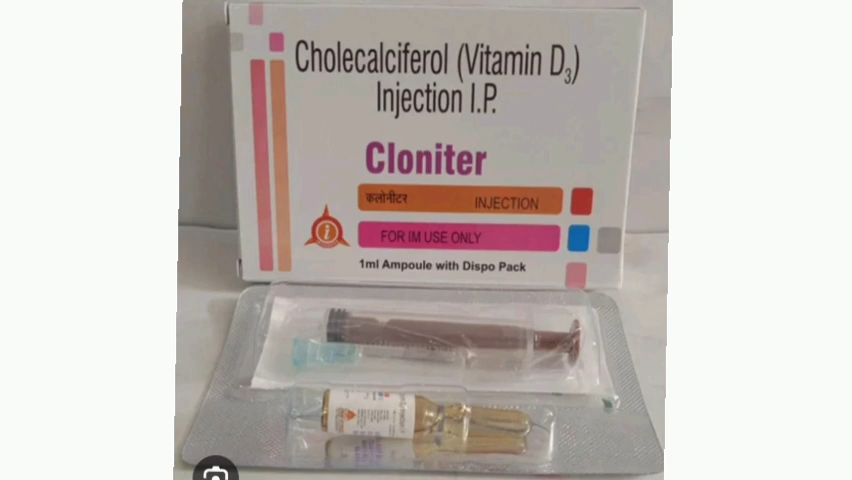 Cholecalciferol (Vitamin D₃)
Injection I.P.
Cloniter
क्लोनीटर INJECTION
i
FOR IM USE ONLY
1ml Ampoule with Dispo Pack